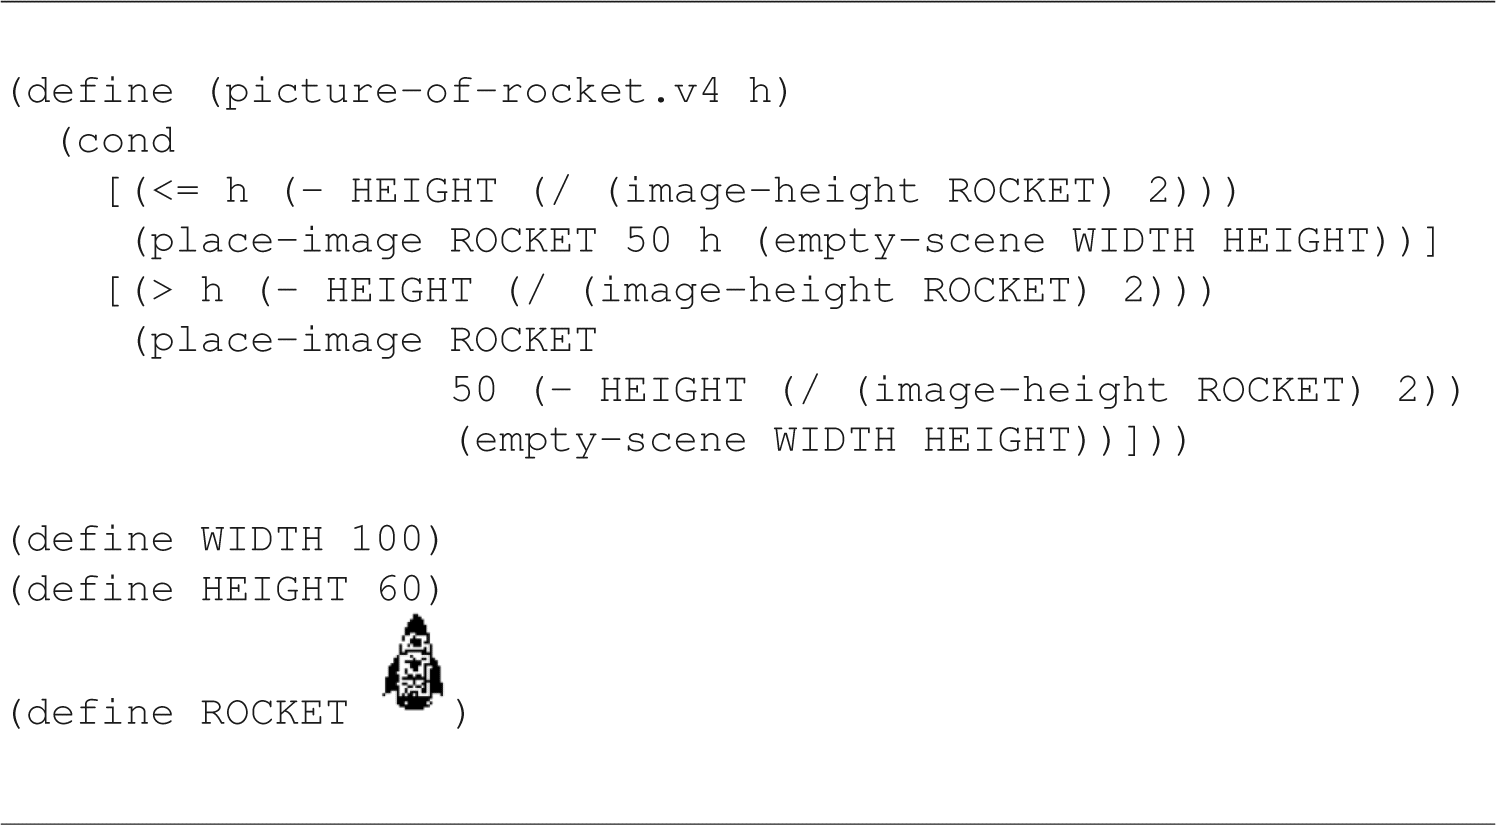 (define (picture-of-rocket.v4 h)
  (cond
    [(<= h (- HEIGHT (/ (image-height ROCKET) 2)))
     (place-image ROCKET 50 h (empty-scene WIDTH HEIGHT))]
    [(> h (- HEIGHT (/ (image-height ROCKET) 2)))
     (place-image ROCKET
                  50 (- HEIGHT (/ (image-height ROCKET) 2))
                  (empty-scene WIDTH HEIGHT))]))
(define WIDTH 100)
(define HEIGHT 60)
(define ROCKET )